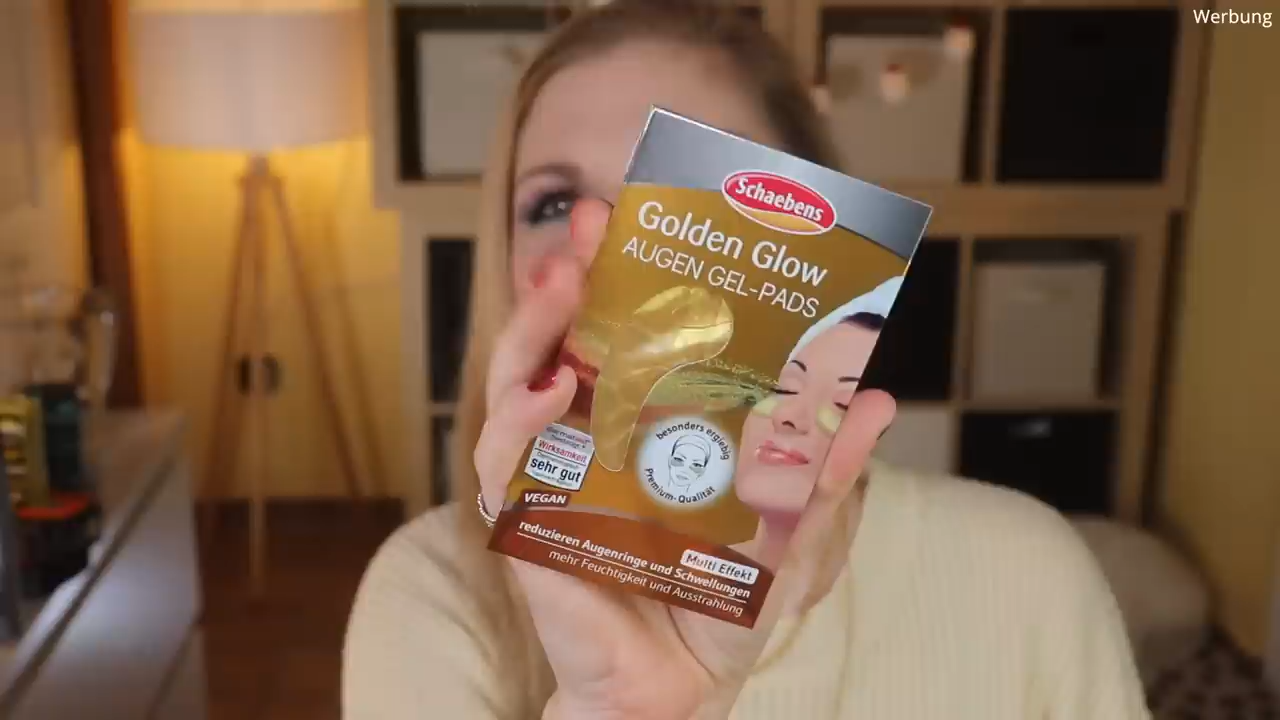 Werbung
Schaebens
Golden Glow
AUGEN GEL-PADS
besonders ergiebig
Premium-Qualität
Wirksamkeit
sehr gut
VEGAN
Multi Effekt
reduzieren Augenringe und Schwellungen
mehr Feuchtigkeit und Ausstrahlung